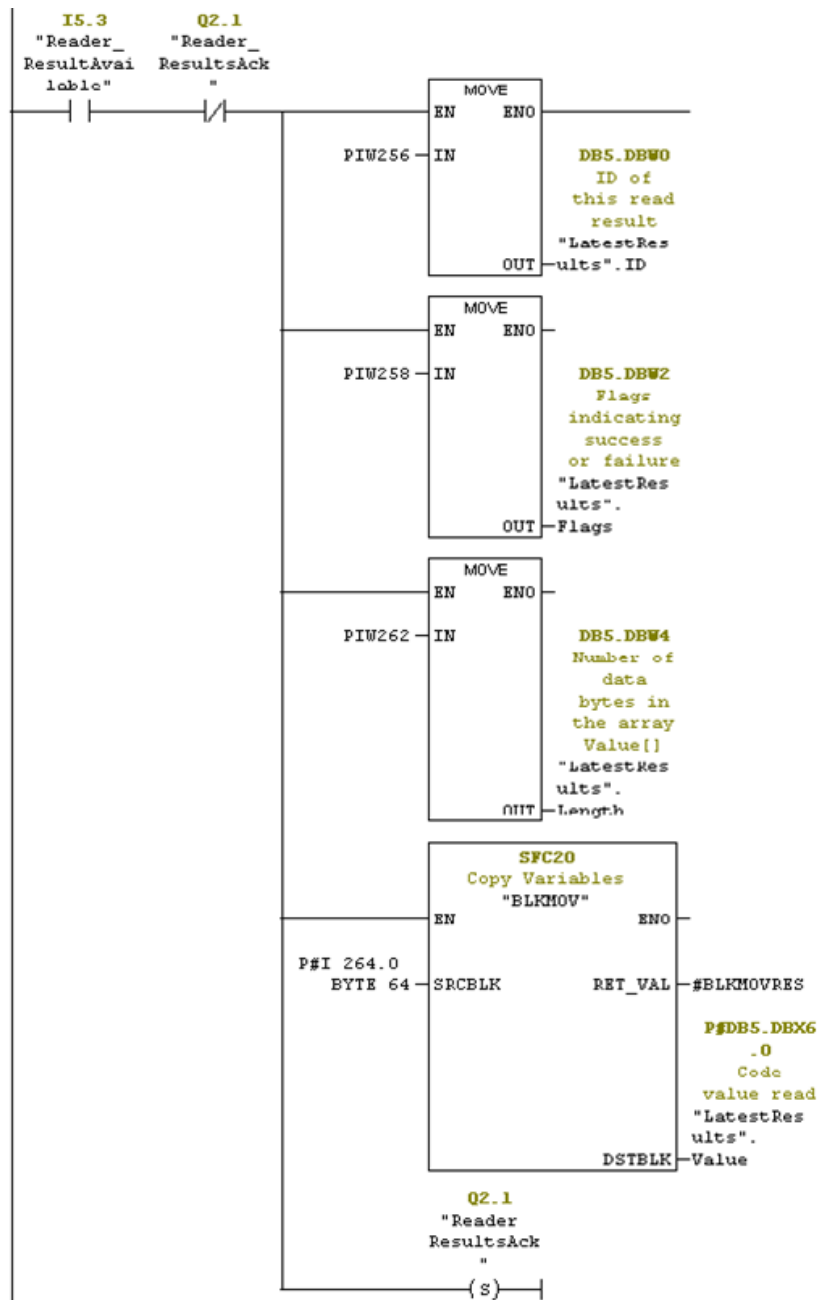 I5.3 Q2.1
"Reader_ "Reader_
ResultAvai ResultsAck
lable" "
MOVE
EN ENO
PIW256 IN DB5.DBW0
ID of
this read
result
"LatestRes
OUT ults".ID
MOVE
EN ENO
PIW258 IN DB5.DBW2
Flags
indicating
success
or failure
"LatestRes
ults".
OUT Flags
MOVE
EN ENO
PIW262 IN DB5.DBW4
Number of
data
bytes in
the array
Value[]
"LatestRes
ults".
OUT Length
SFC20
Copy Variables
"BLKMOV"
EN ENO
P#I 264.0
BYTE 64 SRCBLK RET_VAL #BLKMOVRES
P#DB5.DBX6
.0
Code
value read
"LatestRes
ults".
DSTBLK Value
Q2.1
"Reader_
ResultsAck
"
(S)